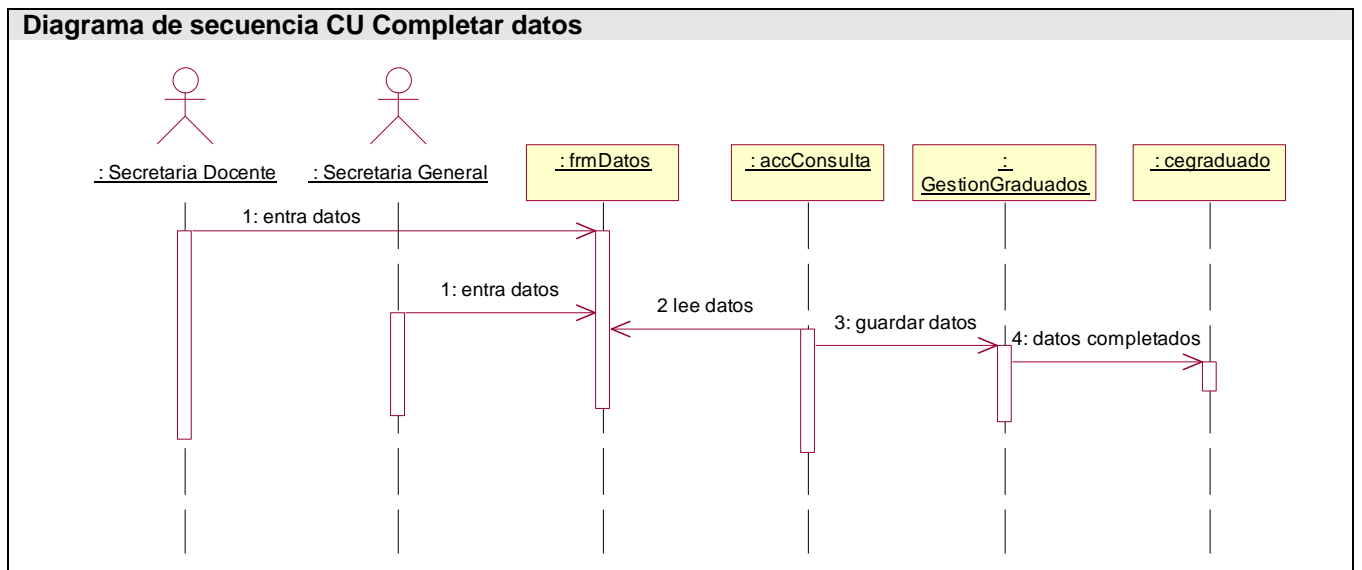 Diagrama de secuencia CU Completar datos
: Secretaria Docente
: Secretaria General
: frmDatos
: accConsulta
:
GestionGraduados
: cegraduado
1: entra datos
1: entra datos
2 lee datos
3: guardar datos
4: datos completados